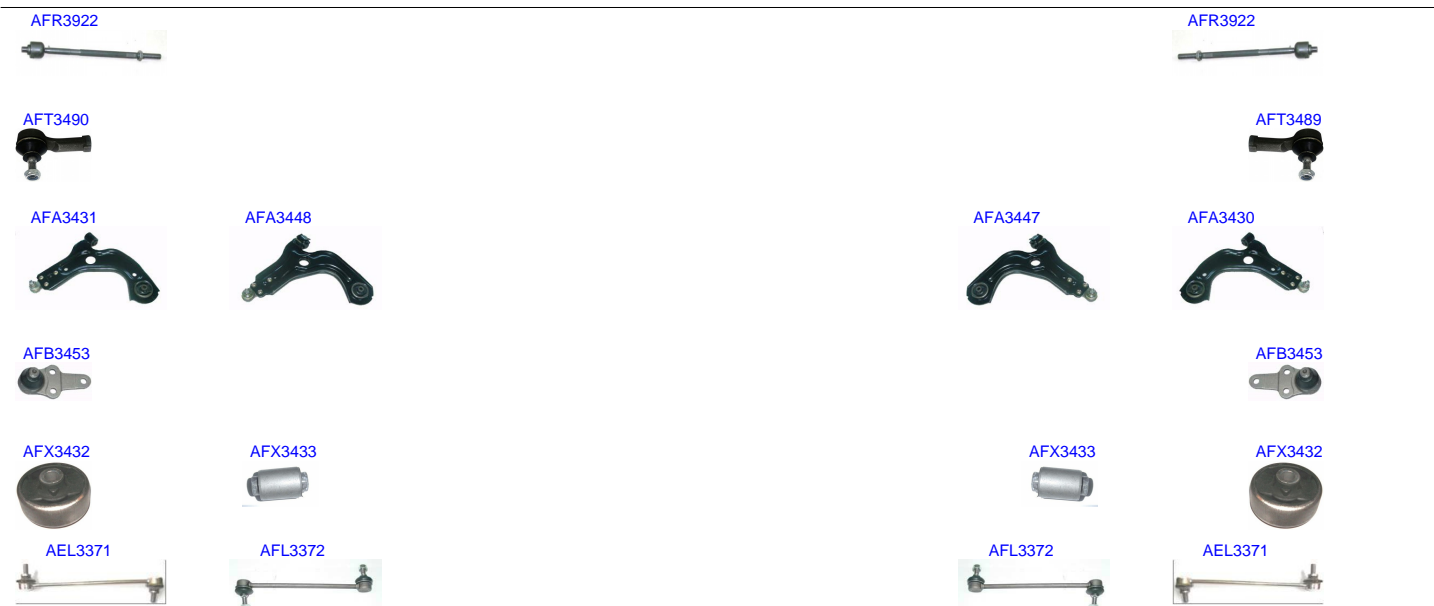 AFR3922 AFR3922
AFT3490 AFT3489
AFA3431 AFA3448 AFA3447 AFA3430
AFB3453 AFB3453
AFX3432 AFX3433 AFX3433 AFX3432
AEL3371 AFL3372 AFL3372 AEL3371